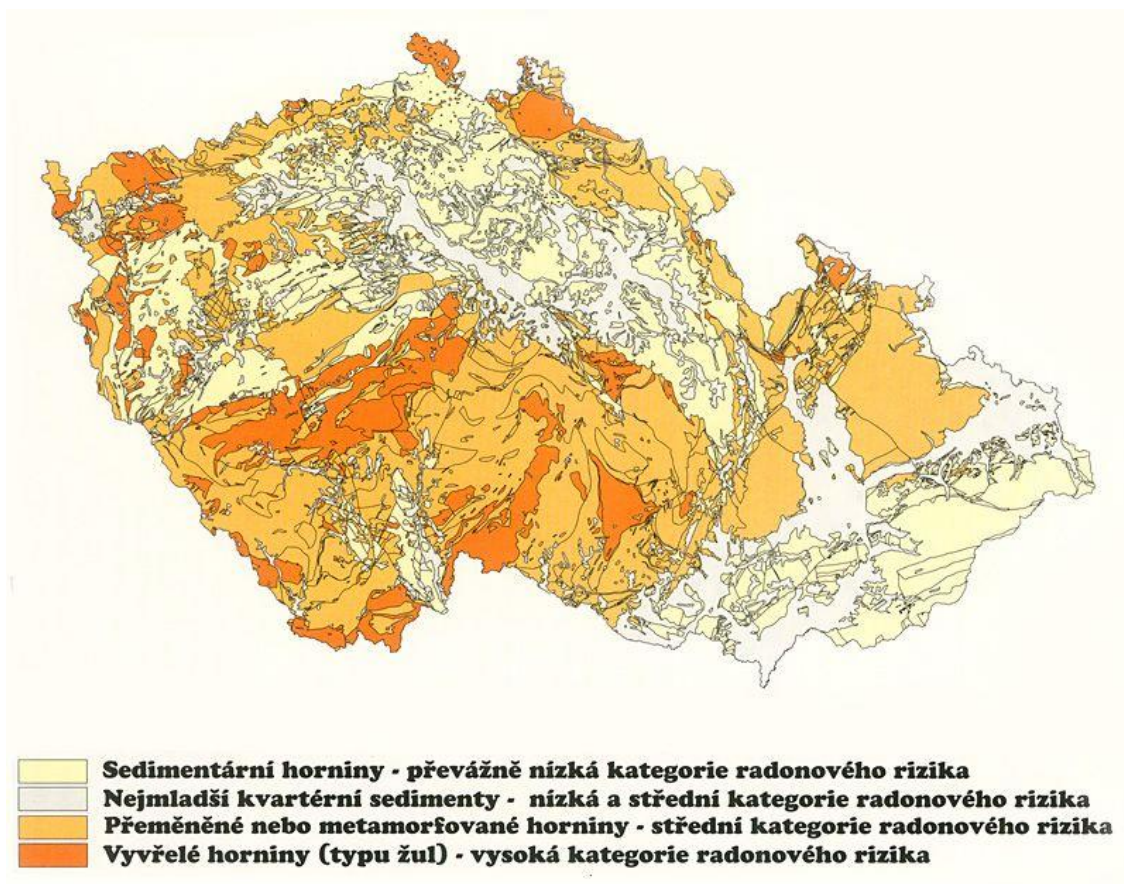 Sedimentární horniny - převážně nízká kategorie radonového rizika
Nejmladší kvartérní sedimenty - nízká a střední kategorie radonového rizika
Přeměněné nebo metamorfované horniny - střední kategorie radonového rizika
Vyvřelé horniny (typu žul) - vysoká kategorie radonového rizika